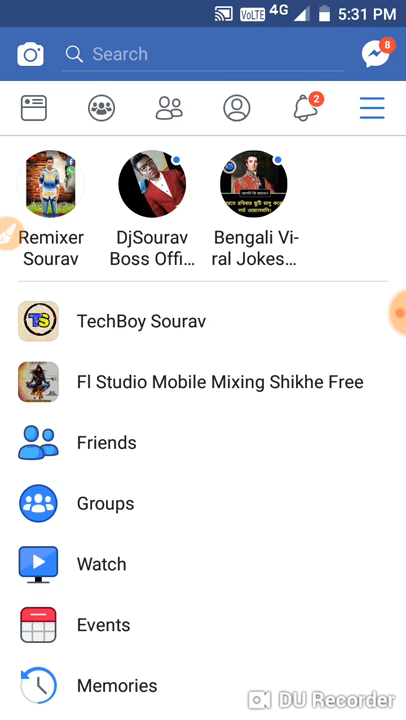 VoLTE 4G 5:31 PM
Search
8
2
Remixer Sourav
DjSourav Boss Offi...
Bengali Vi-ral Jokes...
TS
TechBoy Sourav
Fl Studio Mobile Mixing Shikhe Free
Friends
Groups
Watch
Events
Memories
DU Recorder